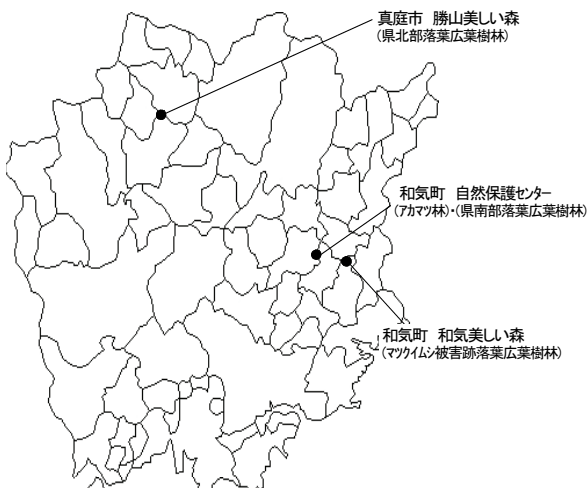 真庭市 勝山美しい森
(県北部落葉広葉樹林)
和気町 自然保護センター
(アカマツ林)・(県南部落葉広葉樹林)
和気町 和気美しい森
(マツクイムシ被害跡落葉広葉樹林)